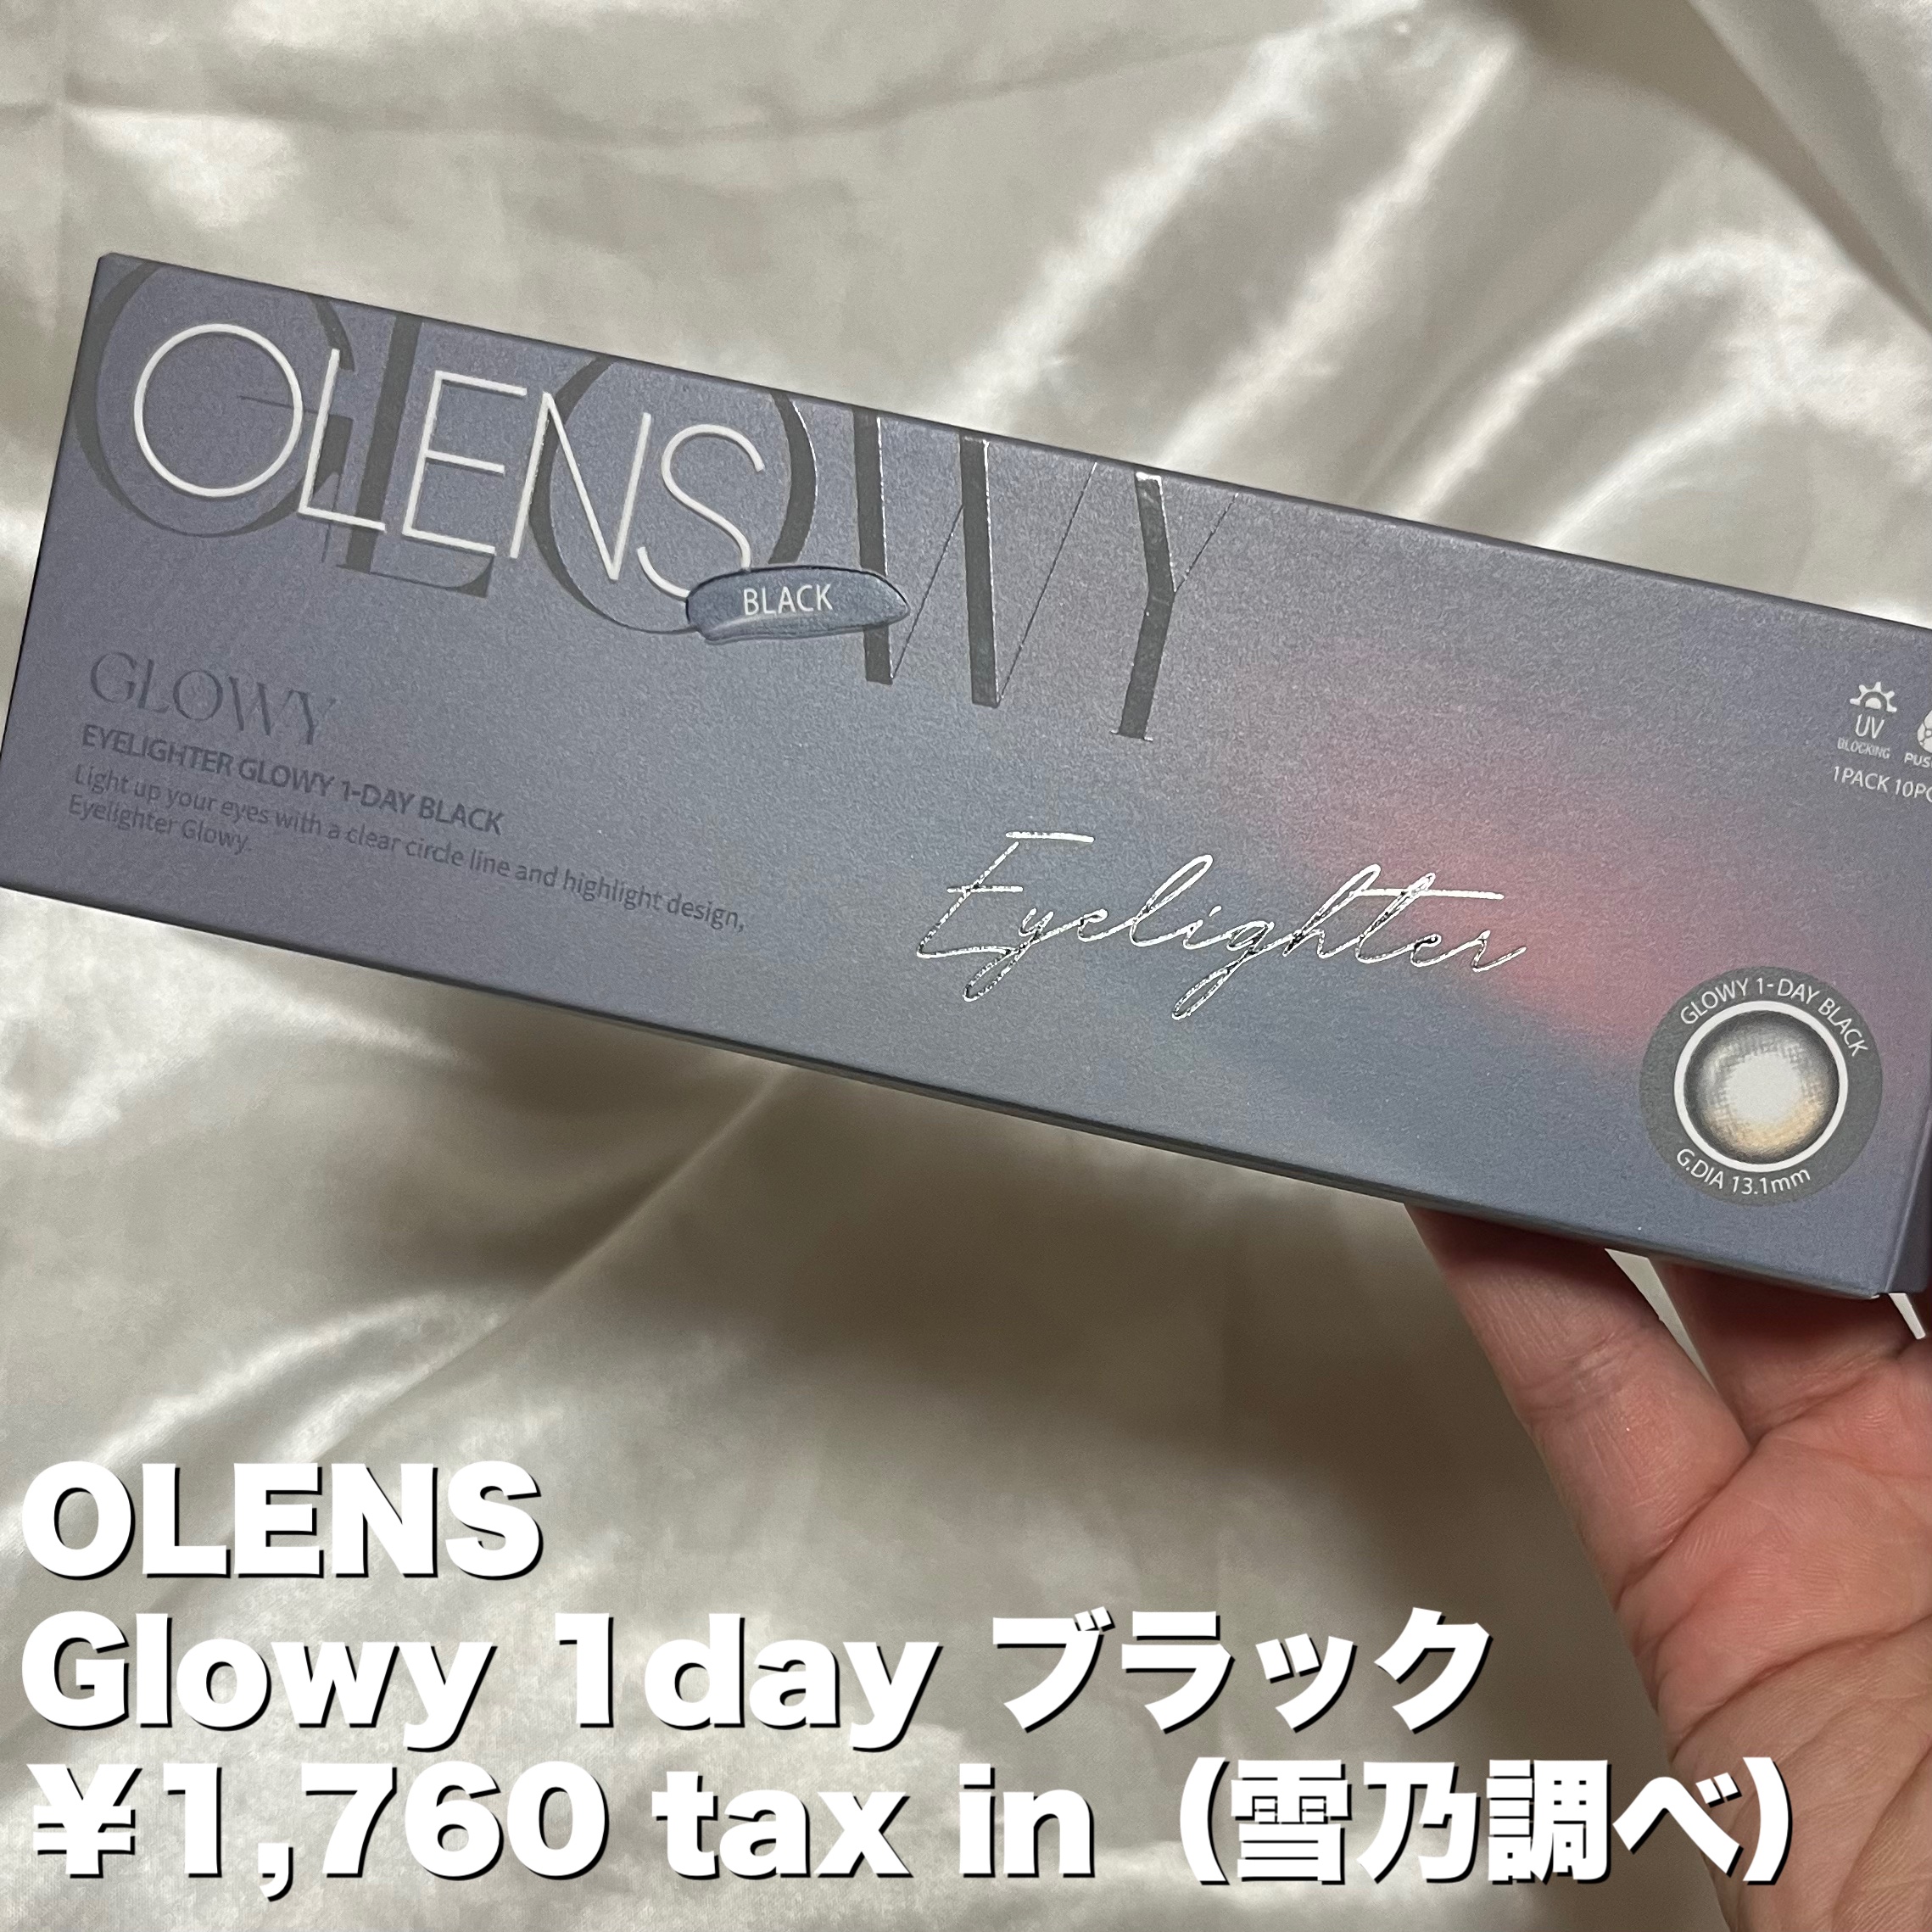 OLENS
GLOWY
BLACK
GLOWY
EYELIGHTER GLOWY 1-DAY BLACK
Light up your eyes with a clear circle line and highlight design,
Eyelighter Glowy.
Eyelighter
UV
BLOCKING
1PACK
GLOWY 1-DAY BLACK
G.DIA 13.1mm
OLENS
Glowy 1day ブラック
¥1,760 tax in（雪乃調べ）